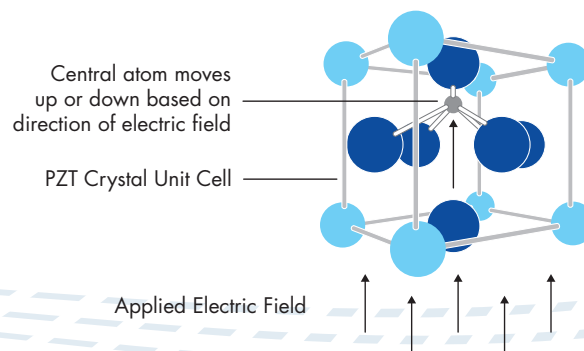 Central atom moves
up or down based on
direction of electric field
PZT Crystal Unit Cell
Applied Electric Field